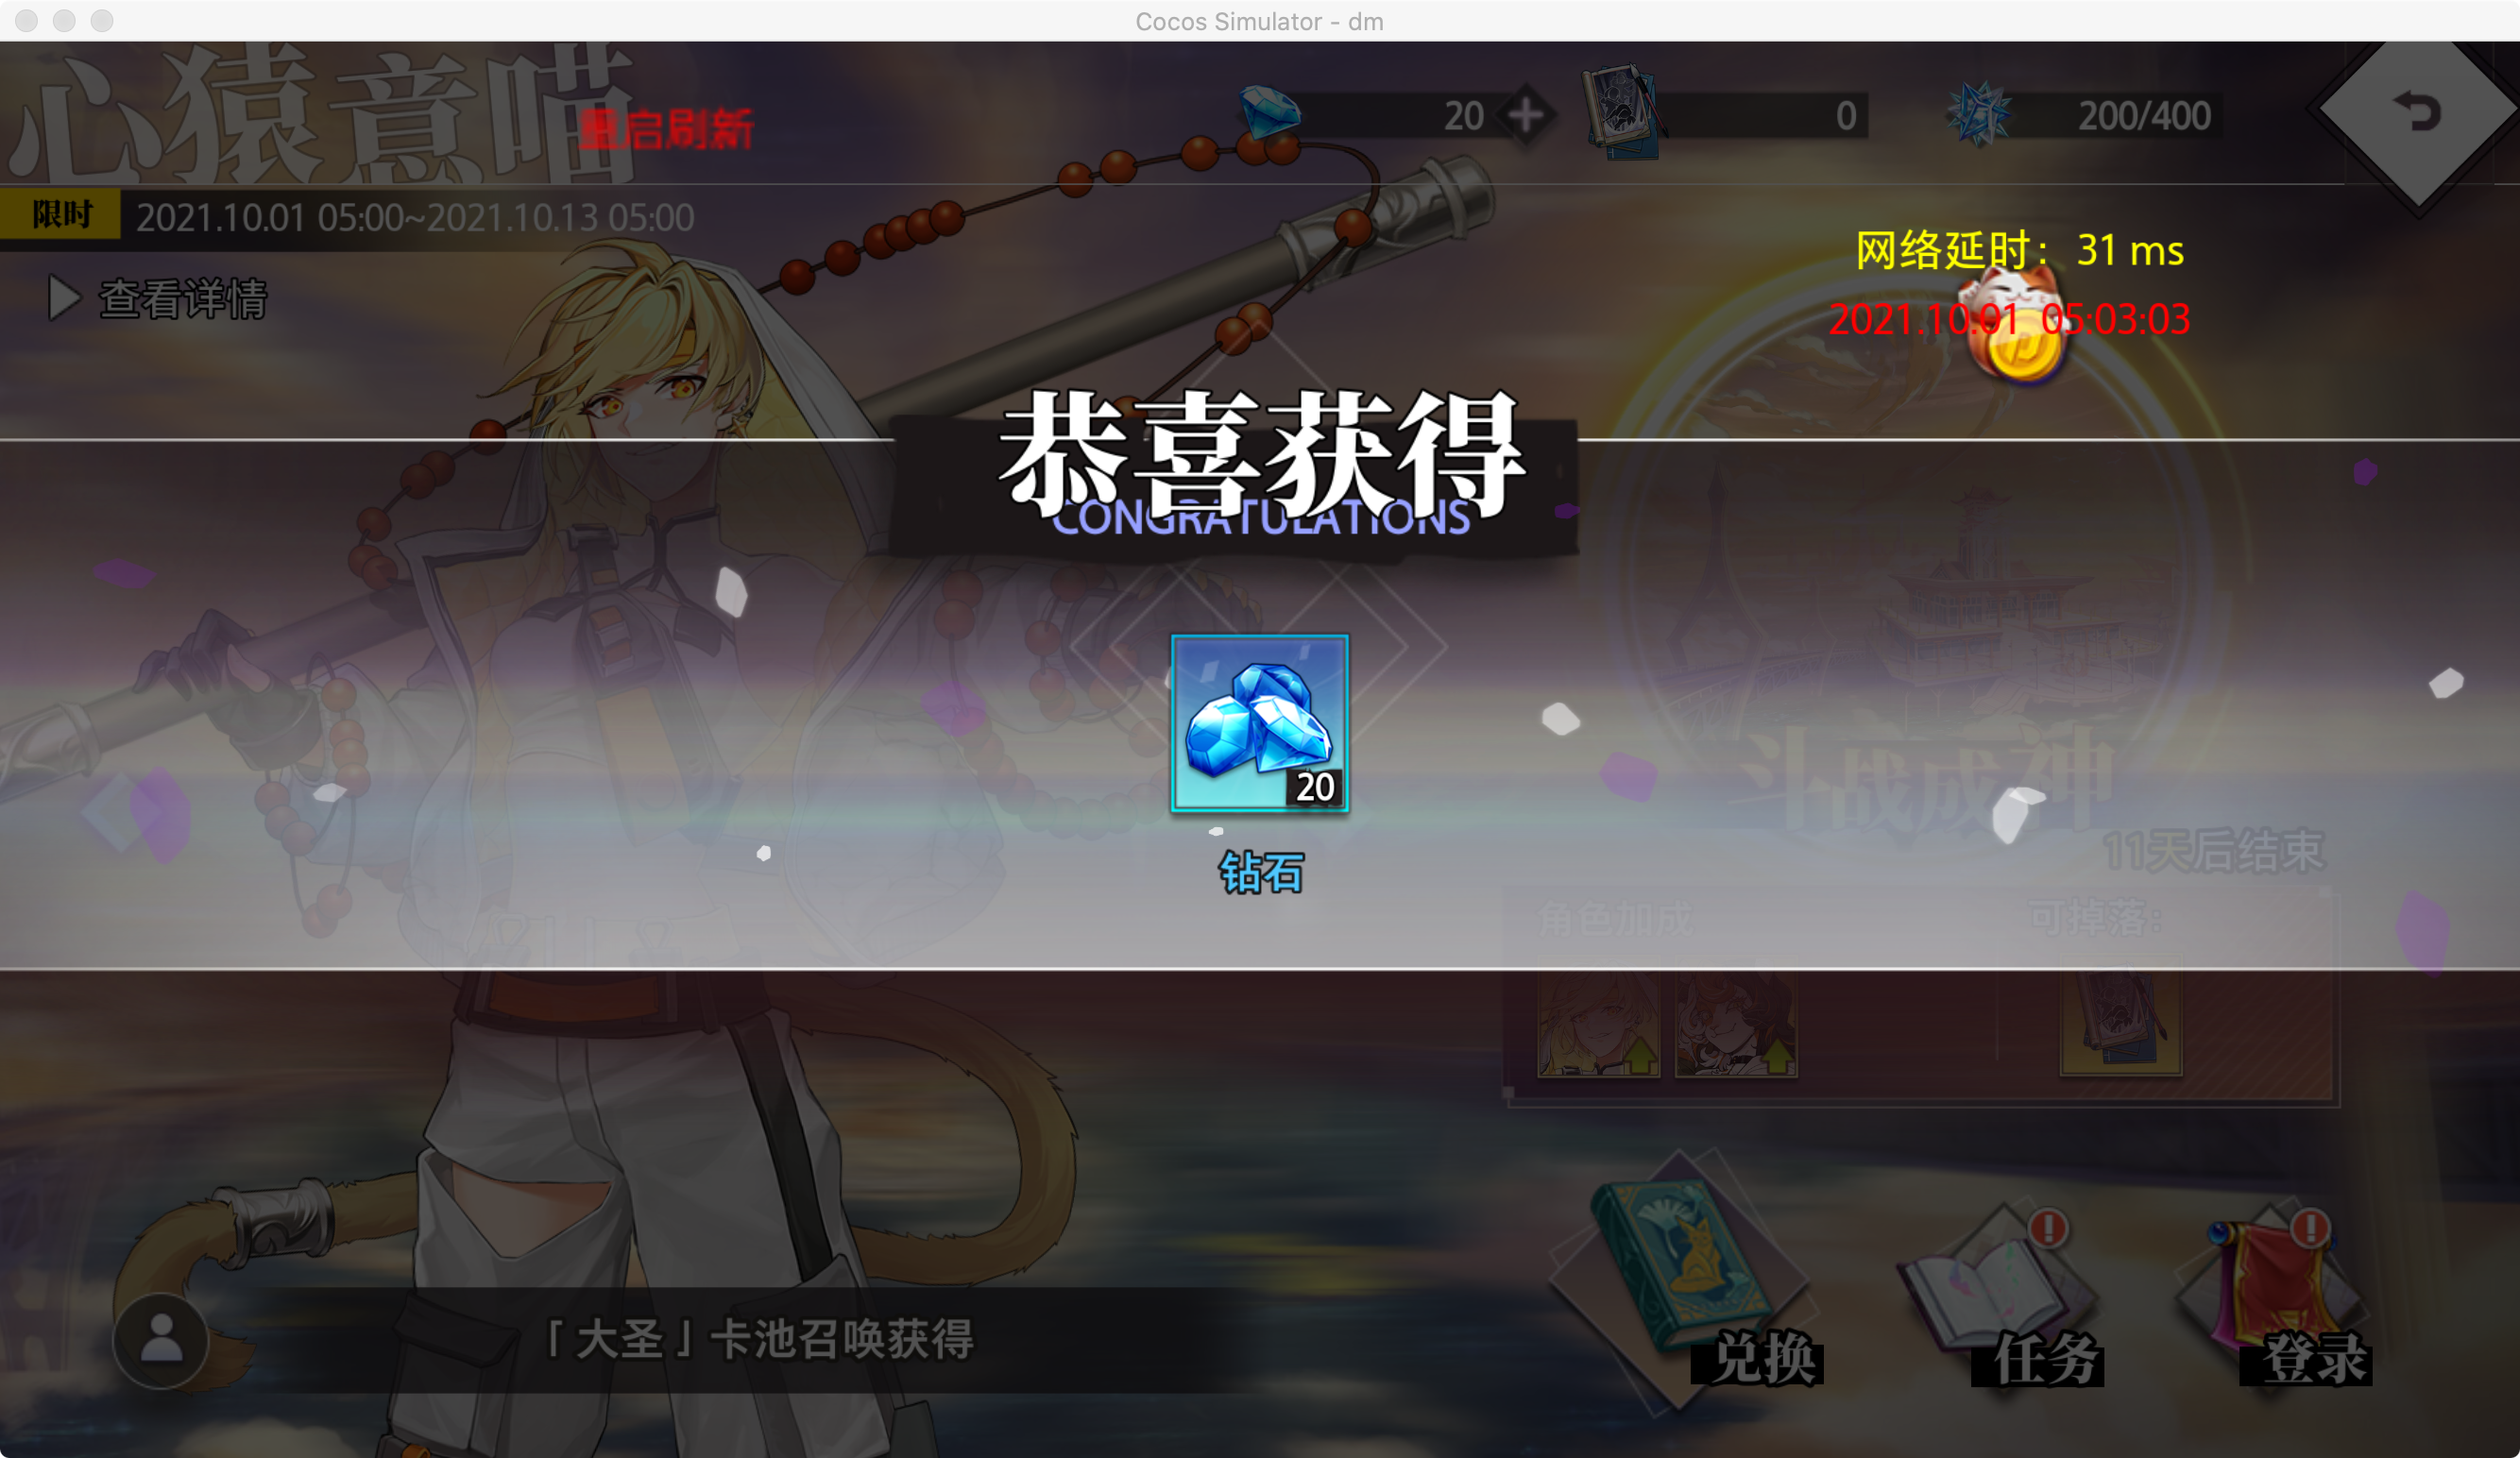 Cocos Simulator - dm
心猿意喵
重启刷新
20
0
200/400
限时
2021.10.01 05:00~2021.10.13 05:00
查看详情
网络延时：31 ms
2021.10.01 05:03:03
恭喜获得
CONGRATULATIONS
20
钻石
斗战成神
11天后结束
角色加成
可掉落：
「大圣」卡池召唤获得
兑换
任务
登录